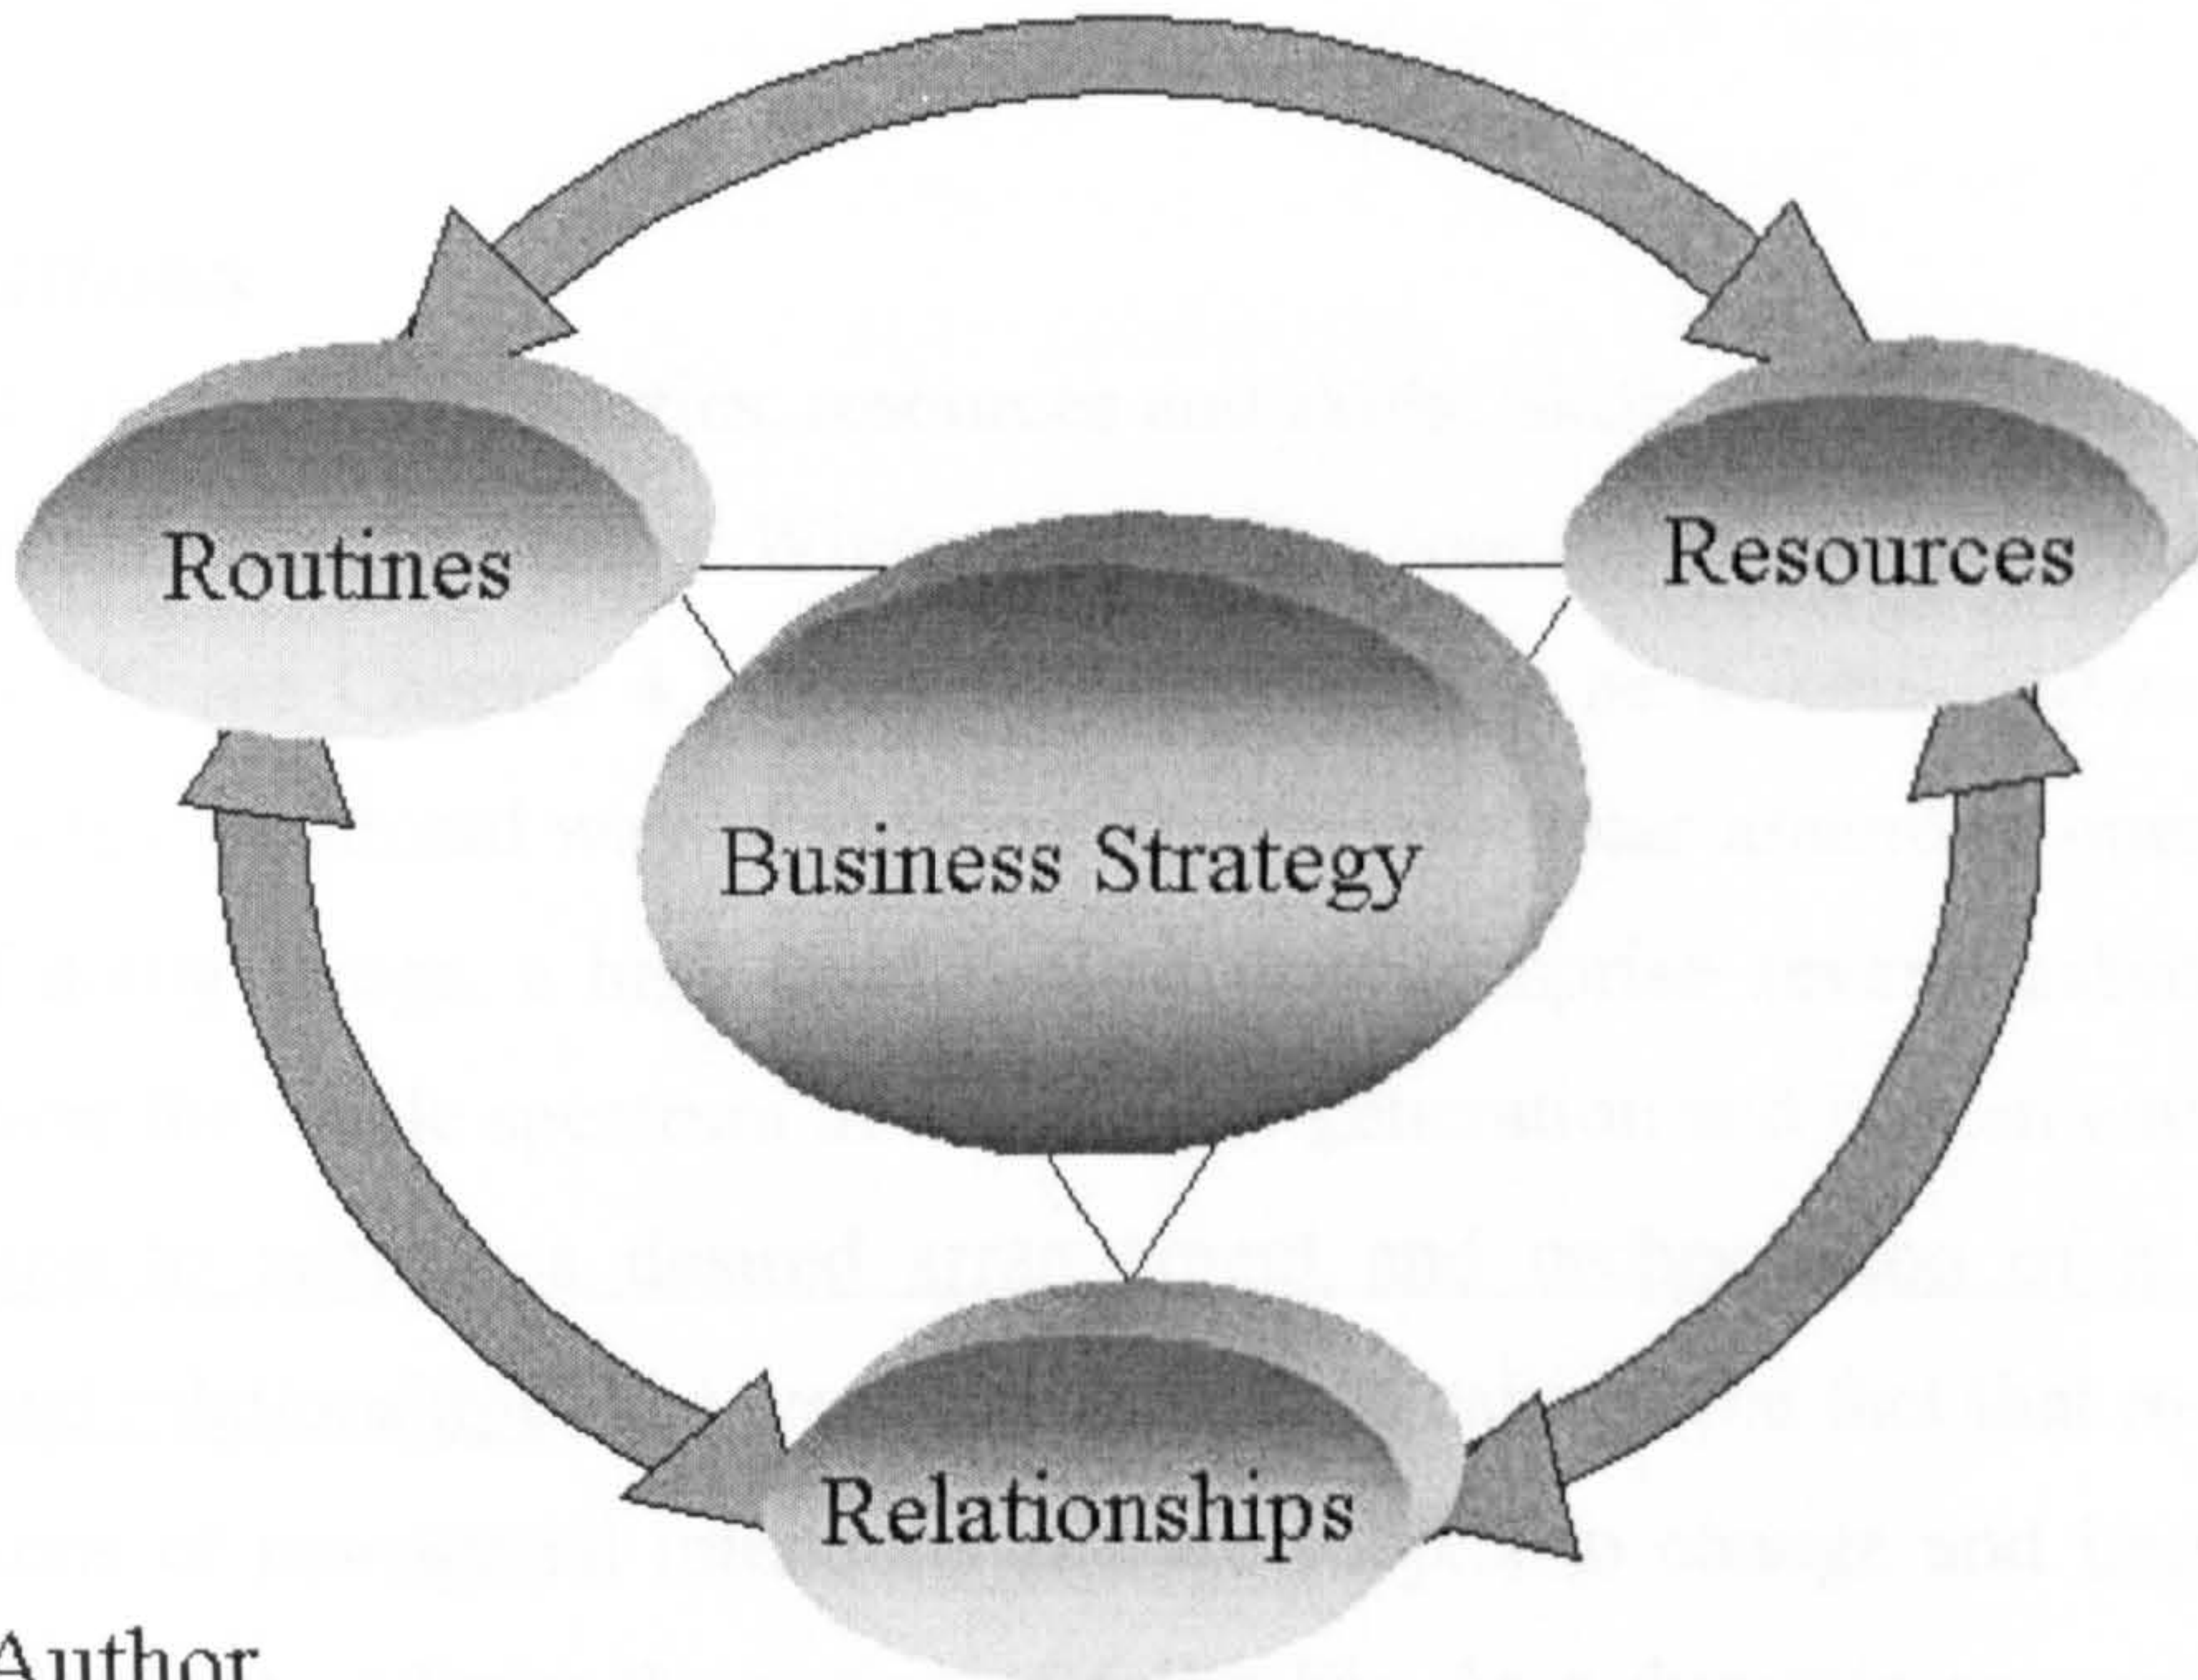 Routines
Resources
Business Strategy
Relationships
Author